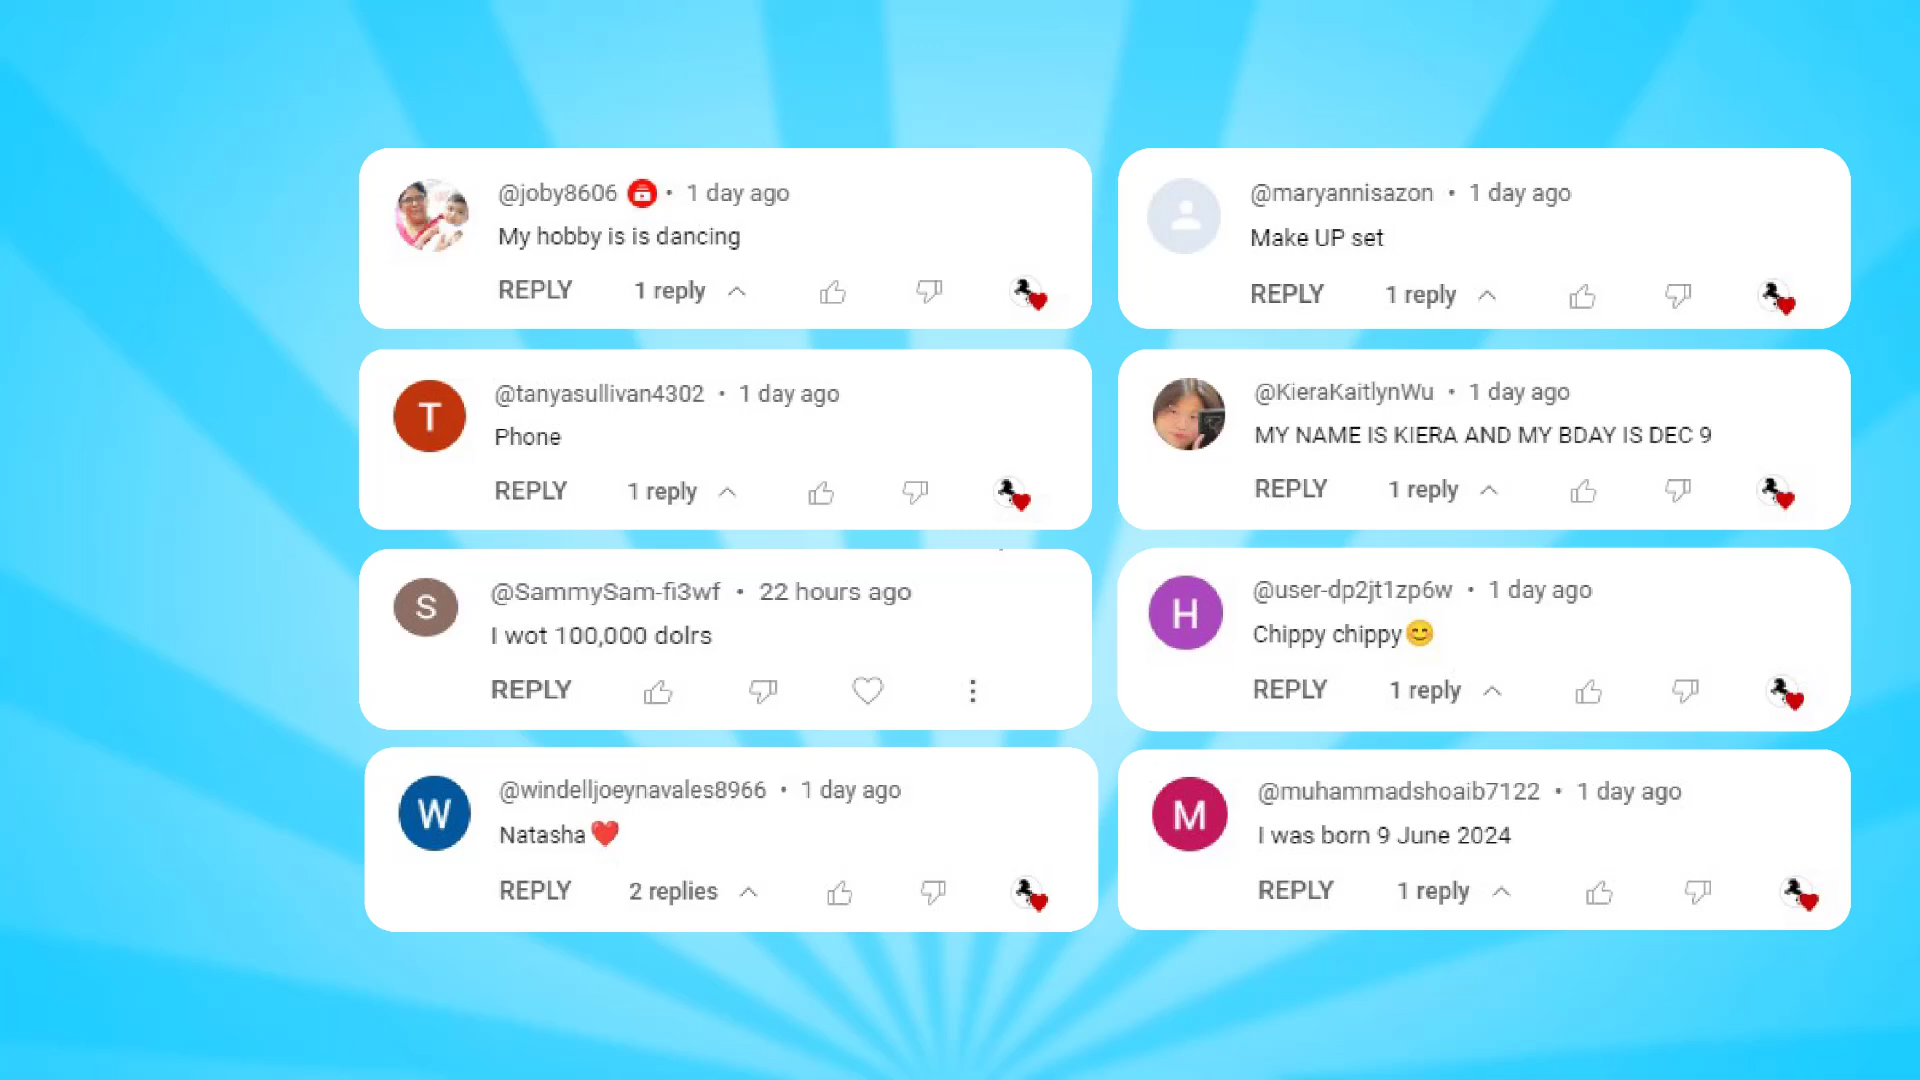 @joby8606 • 1 day ago
My hobby is is dancing
REPLY 1 reply
@maryannisazon • 1 day ago
Make UP set
REPLY 1 reply
T
@tanyasullivan4302 • 1 day ago
Phone
REPLY 1 reply
@KieraKaitlynWu • 1 day ago
MY NAME IS KIERA AND MY BDAY IS DEC 9
REPLY 1 reply
S
@SammySam-fi3wf • 22 hours ago
I wot 100,000 dolrs
REPLY
H
@user-dp2jt1zp6w • 1 day ago
Chippy chippy😊
REPLY 1 reply
W
@windelljoeynavales8966 • 1 day ago
Natasha❤️
REPLY 2 replies
M
@muhammadshoaib7122 • 1 day ago
I was born 9 June 2024
REPLY 1 reply